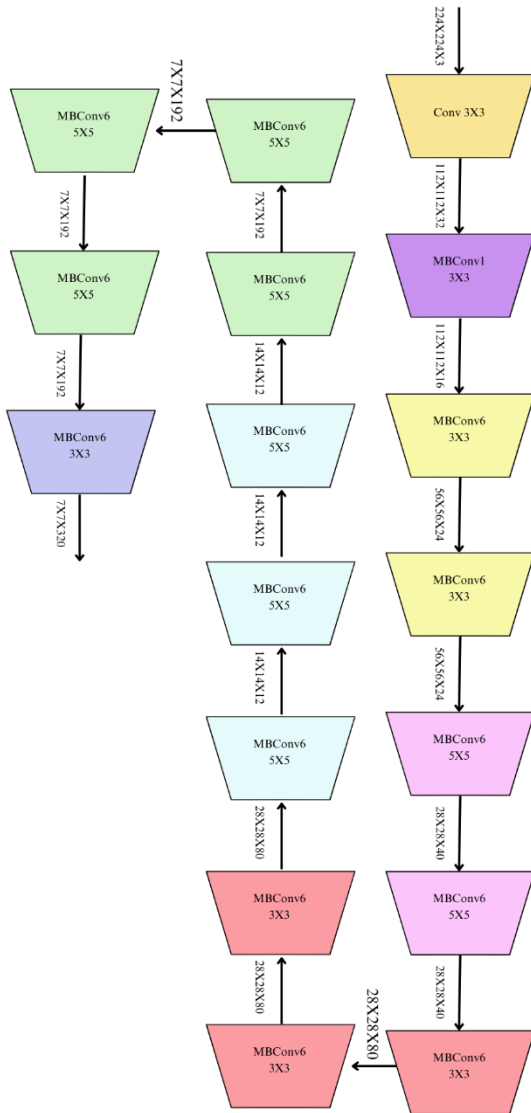 224X224X3
Conv 3X3
112X112X32
MBConv1
3X3
112X112X16
MBConv6
3X3
56X56X24
MBConv6
3X3
56X56X24
MBConv6
5X5
28X28X40
MBConv6
5X5
28X28X40
MBConv6
3X3
28X28X80
MBConv6
3X3
28X28X80
MBConv6
3X3
28X28X80
MBConv6
5X5
14X14X12
MBConv6
5X5
14X14X12
MBConv6
5X5
14X14X12
MBConv6
5X5
7X7X192
MBConv6
5X5
7X7X192
MBConv6
5X5
7X7X192
MBConv6
5X5
7X7X192
MBConv6
3X3
7X7X320